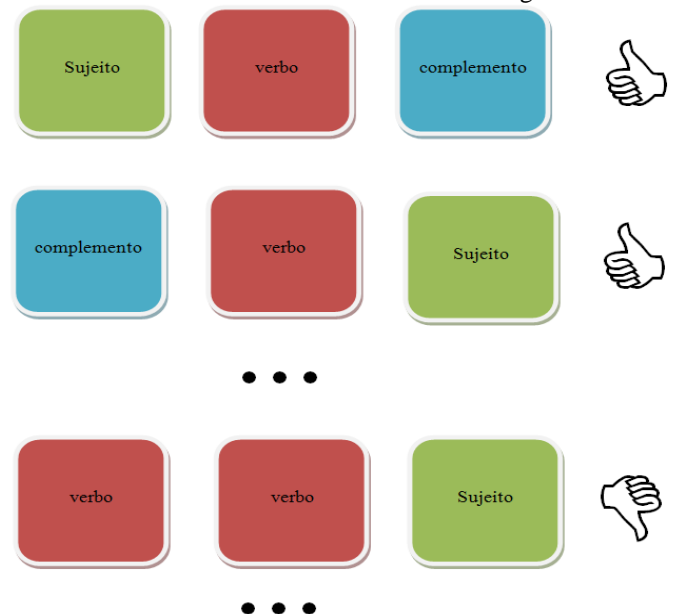 Sujeito verbo complemento
complemento verbo Sujeito
...
verbo verbo Sujeito
...